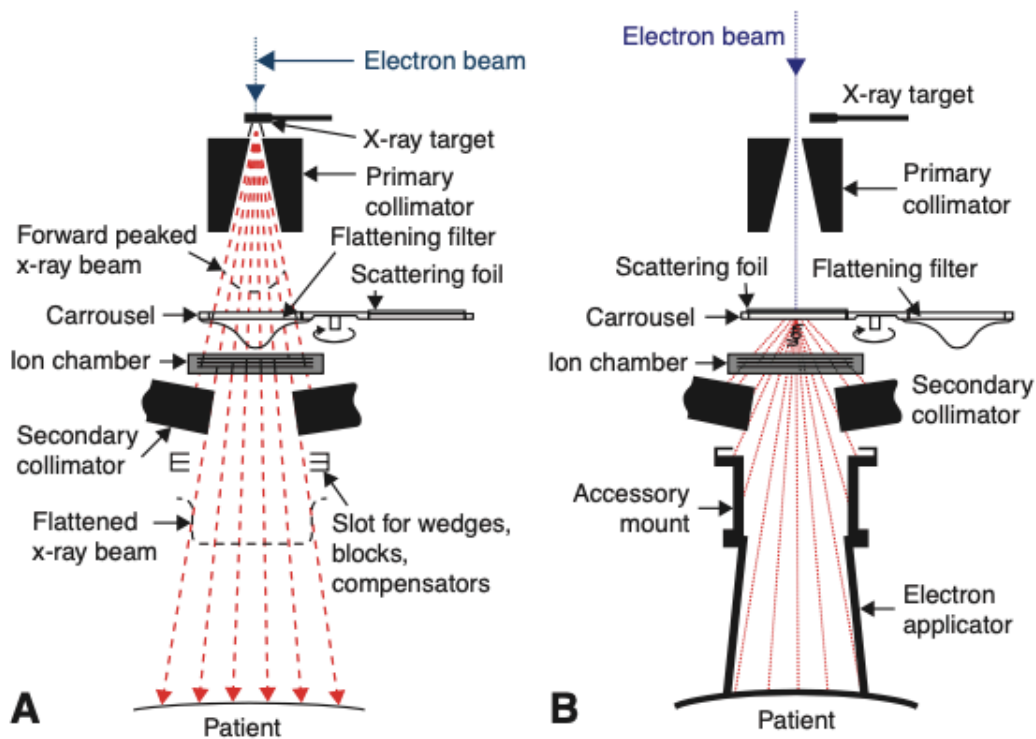 Electron beam
X-ray target
Primary
collimator
Forward peaked
x-ray beam
Flattening filter
Scattering foil
Carrousel
Ion chamber
Secondary
collimator
Flattened
x-ray beam
Slot for wedges,
blocks,
compensators
A
Patient
Electron beam
X-ray target
Primary
collimator
Scattering foil
Flattening filter
Carrousel
Ion chamber
Secondary
collimator
Accessory
mount
Electron
applicator
B
Patient